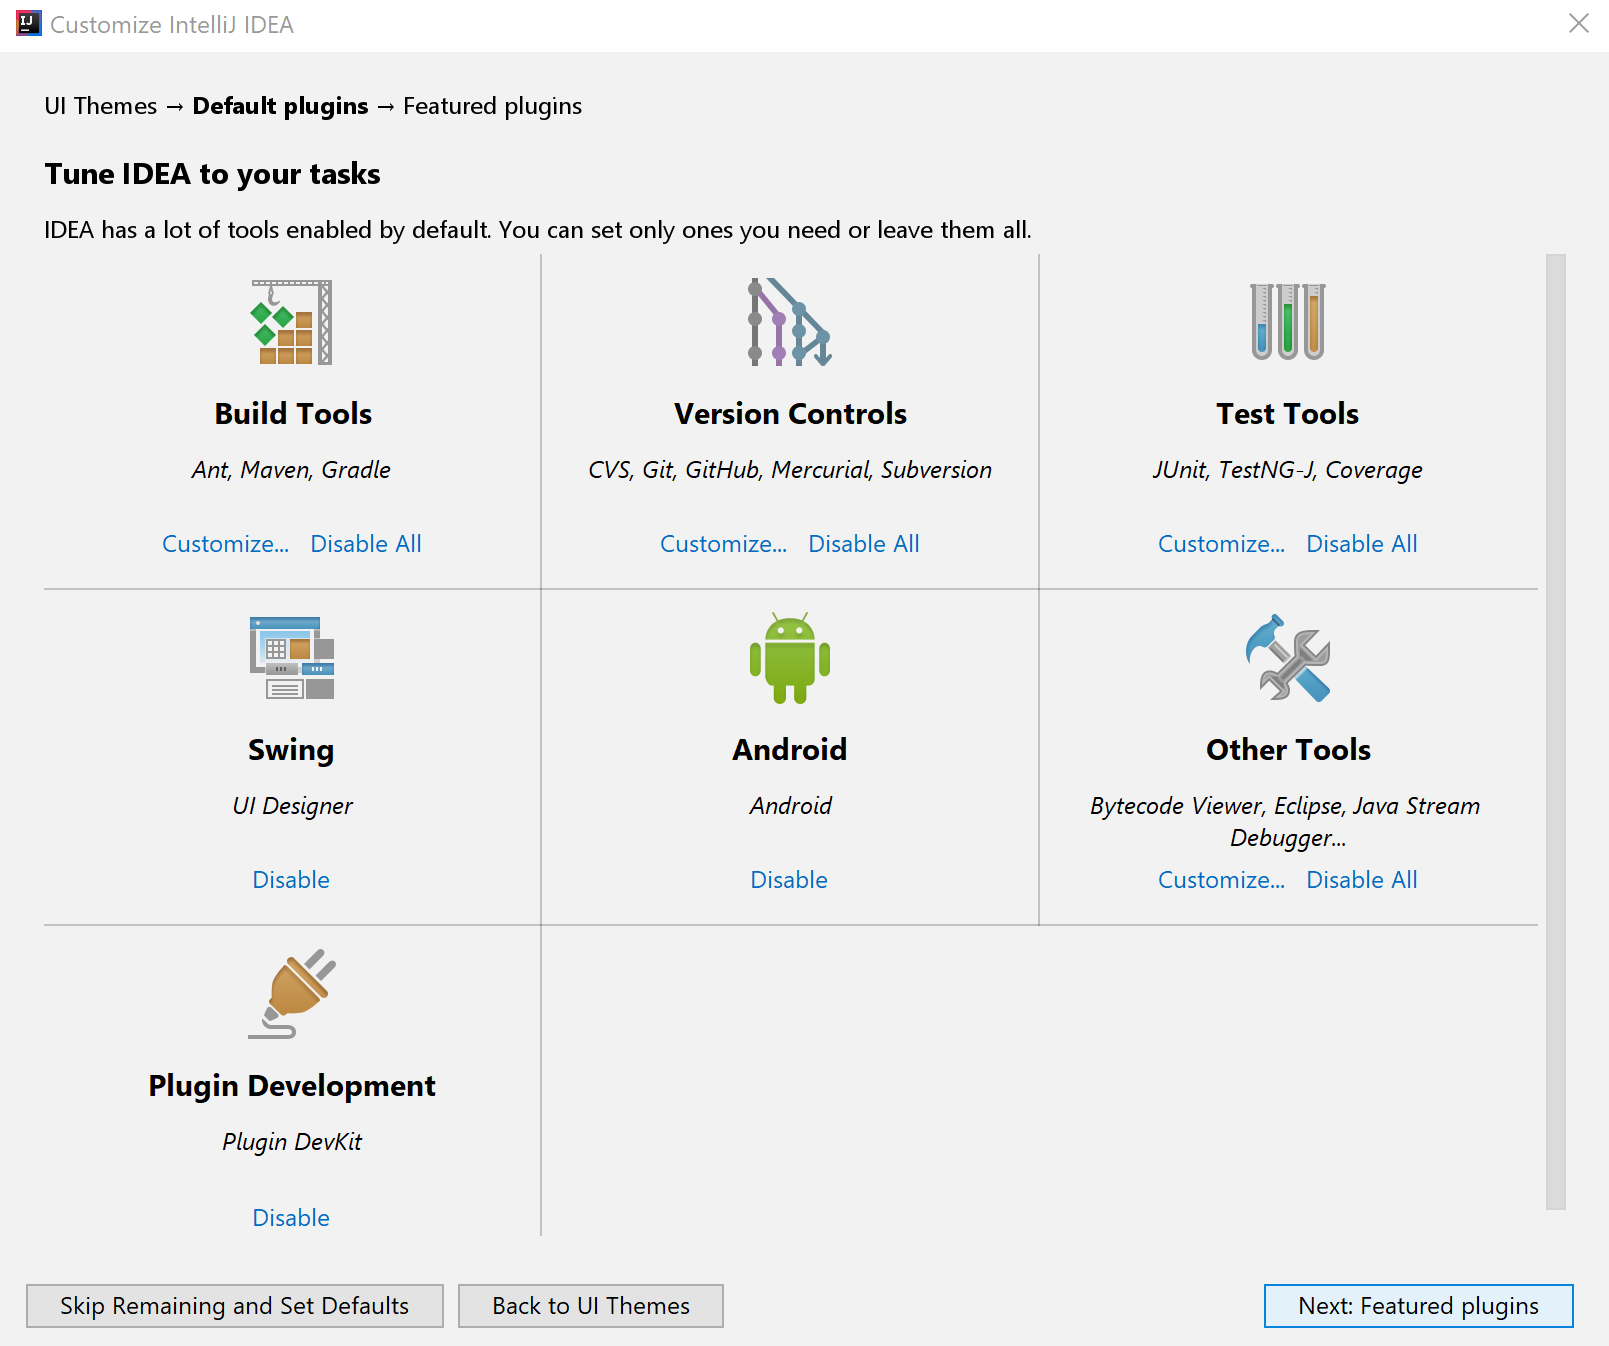 IJ
Customize IntelliJ IDEA
UI Themes → Default plugins → Featured plugins
Tune IDEA to your tasks
IDEA has a lot of tools enabled by default. You can set only ones you need or leave them all.
Build Tools
Ant, Maven, Gradle
Customize... Disable All
Version Controls
CVS, Git, GitHub, Mercurial, Subversion
Customize... Disable All
Test Tools
JUnit, TestNG-J, Coverage
Customize... Disable All
Swing
UI Designer
Disable
Android
Android
Disable
Other Tools
Bytecode Viewer, Eclipse, Java Stream
Debugger...
Customize... Disable All
Plugin Development
Plugin DevKit
Disable
Skip Remaining and Set Defaults
Back to UI Themes
Next: Featured plugins